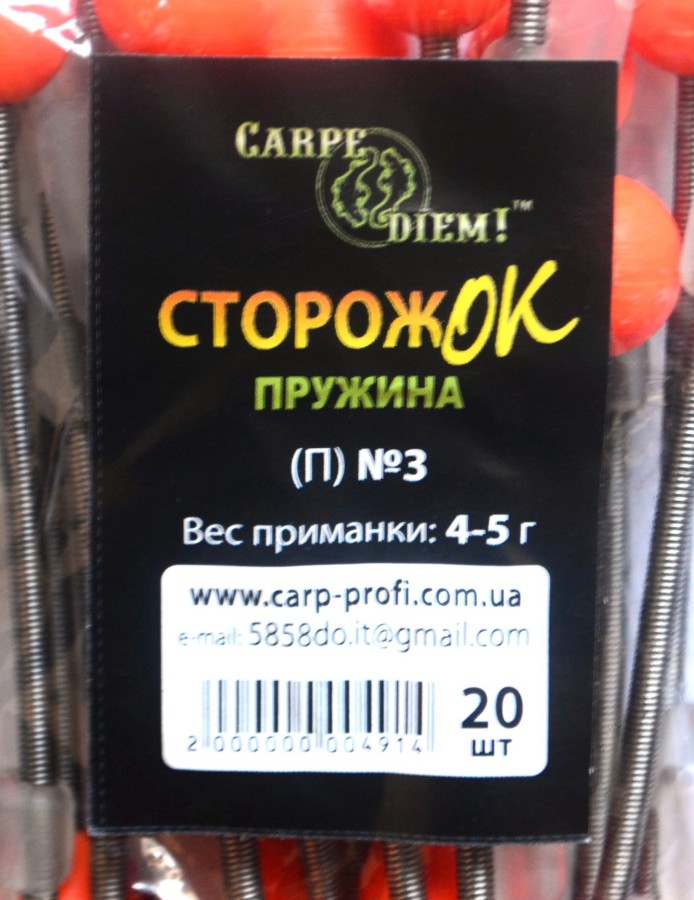 CARPE
DIEM!™
СТОРОЖОК
ПРУЖИНА
(П) №3
Вес приманки: 4-5 г
www.carp-profi.com.ua
e-mail: 5858do.it@gmail.com
20
шт
2 000000 004914